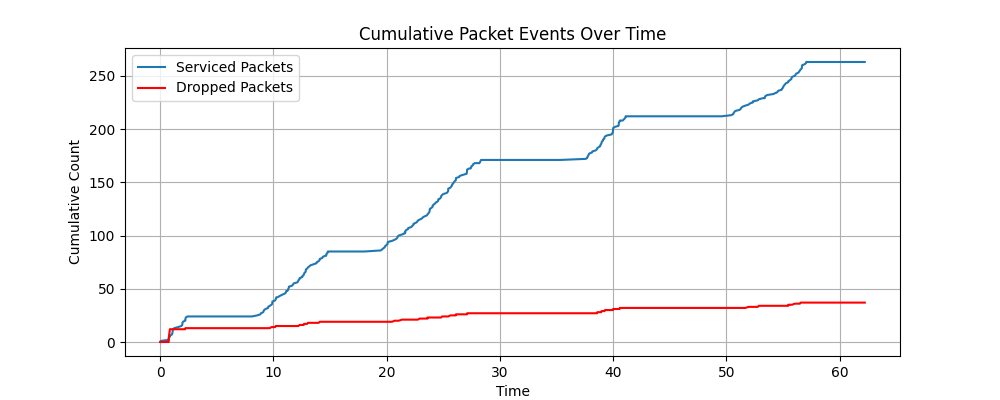 Cumulative Packet Events Over Time
Serviced Packets
Dropped Packets
Cumulative Count
250
200
150
100
50
0
0 10 20 30 40 50 60
Time